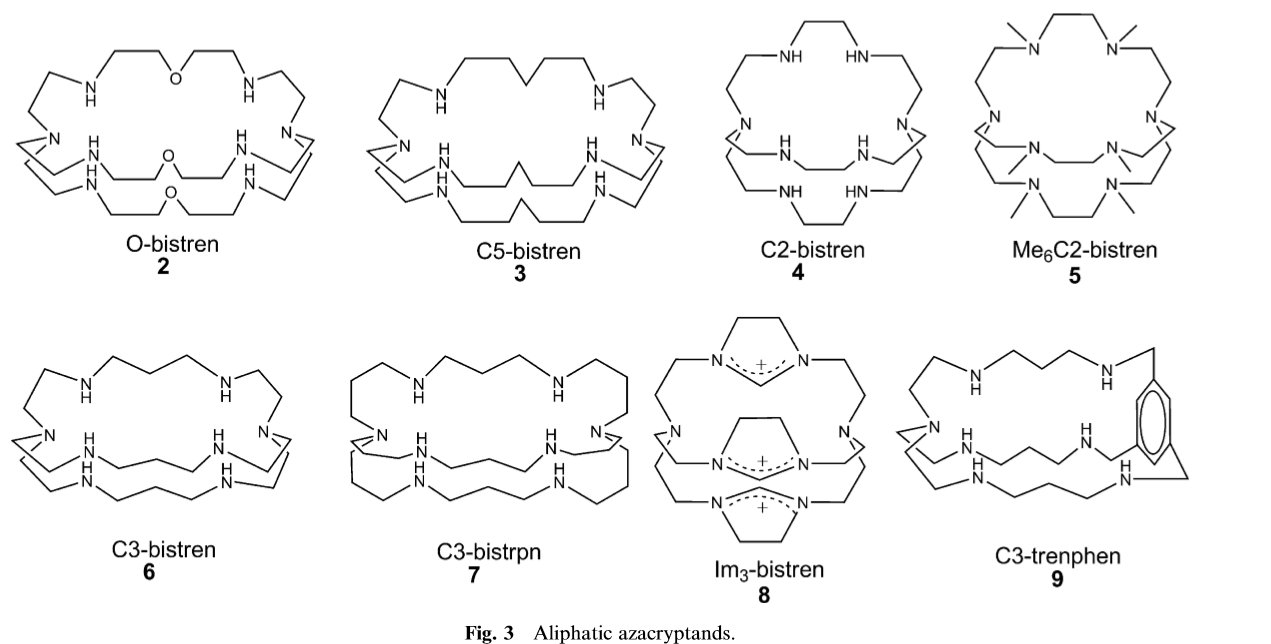 O-bistren
2
C5-bistren
3
C2-bistren
4
Me₆C2-bistren
5
C3-bistren
6
C3-bistrpn
7
Im₃-bistren
8
C3-trenphen
9
Fig. 3 Aliphatic azacryptands.